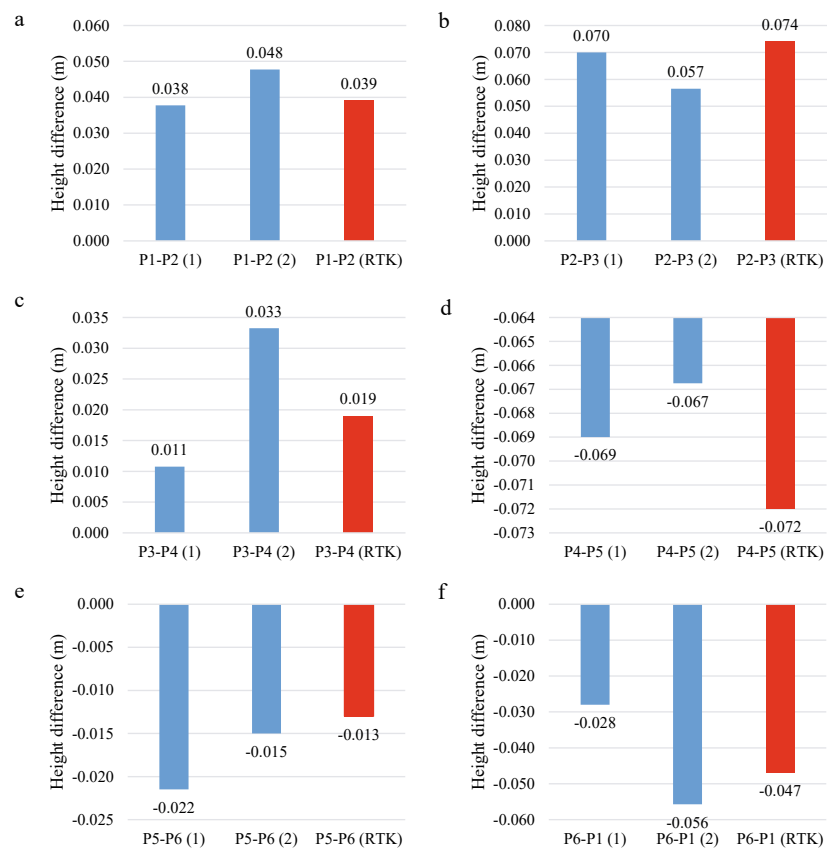 a
0.060
0.050
0.040
0.030
0.020
0.010
0.000
Height difference (m)
0.038
0.048
0.039
P1-P2 (1)
P1-P2 (2)
P1-P2 (RTK)
b
0.080
0.070
0.060
0.050
0.040
0.030
0.020
0.010
0.000
Height difference (m)
0.070
0.057
0.074
P2-P3 (1)
P2-P3 (2)
P2-P3 (RTK)
c
0.035
0.030
0.025
0.020
0.015
0.010
0.005
0.000
Height difference (m)
0.011
0.033
0.019
P3-P4 (1)
P3-P4 (2)
P3-P4 (RTK)
d
-0.064
-0.065
-0.066
-0.067
-0.068
-0.069
-0.070
-0.071
-0.072
-0.073
Height difference (m)
-0.069
-0.067
-0.072
P4-P5 (1)
P4-P5 (2)
P4-P5 (RTK)
e
0.000
-0.005
-0.010
-0.015
-0.020
-0.025
Height difference (m)
-0.022
-0.015
-0.013
P5-P6 (1)
P5-P6 (2)
P5-P6 (RTK)
f
0.000
-0.010
-0.020
-0.030
-0.040
-0.050
-0.060
Height difference (m)
-0.028
-0.056
-0.047
P6-P1 (1)
P6-P1 (2)
P6-P1 (RTK)